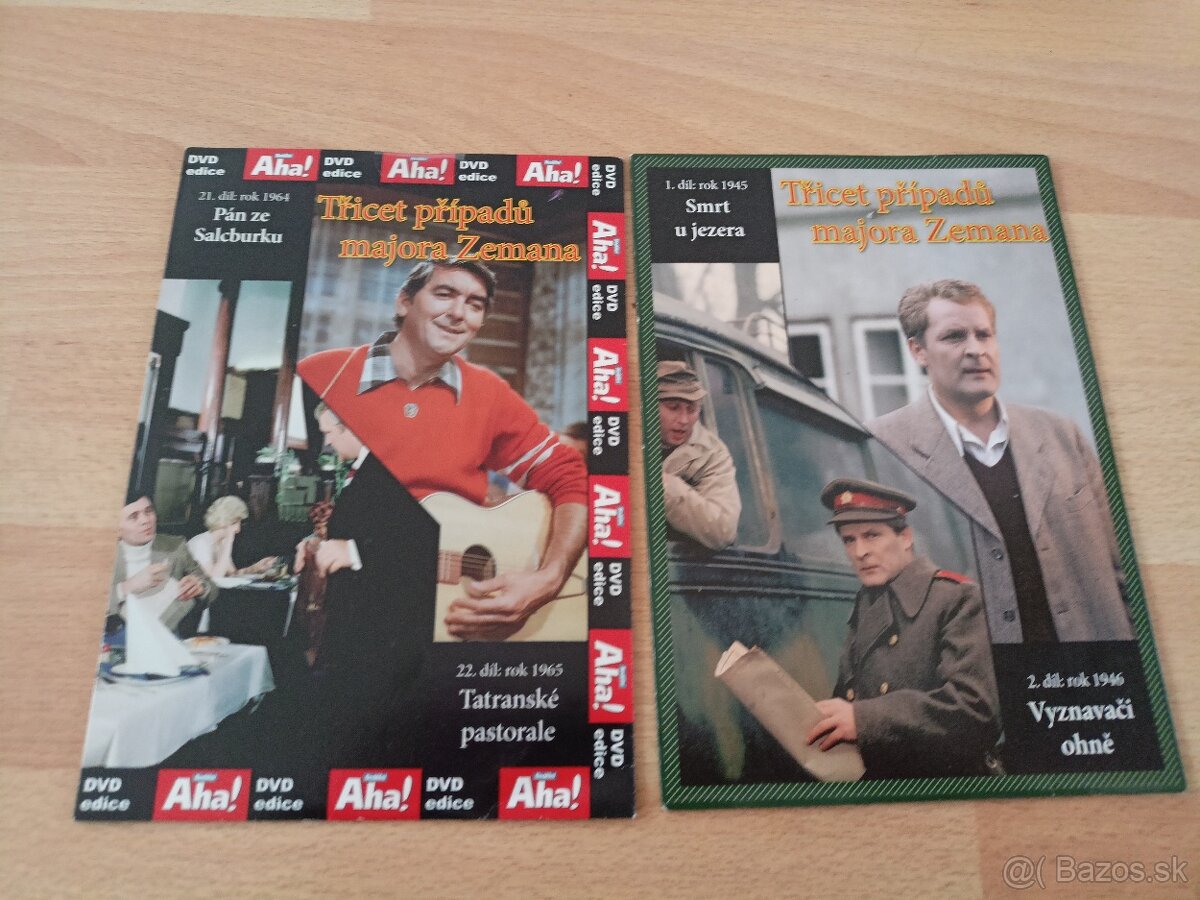 DVD
edice
Aha!
DVD
edice
Aha!
DVD
edice
Aha!
DVD
edice
21. díl: rok 1964
Pán ze
Salcburku
Třicet případů
majora Zemana
Aha!
DVD
edice
Aha!
DVD
edice
Aha!
DVD
edice
Aha!
DVD
edice
22. díl: rok 1965
Tatranské
pastorale
DVD
edice
Aha!
DVD
edice
Aha!
DVD
edice
Aha!
1. díl: rok 1945
Smrt
u jezera
Třicet případů
majora Zemana
2. díl: rok 1946
Vyznavači
ohně
@( Bazos.sk